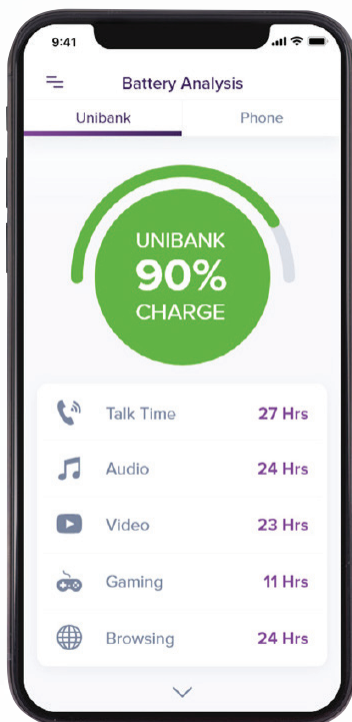 9:41
Battery Analysis
Unibank Phone
UNIBANK
90%
CHARGE
Talk Time 27 Hrs
Audio 24 Hrs
Video 23 Hrs
Gaming 11 Hrs
Browsing 24 Hrs